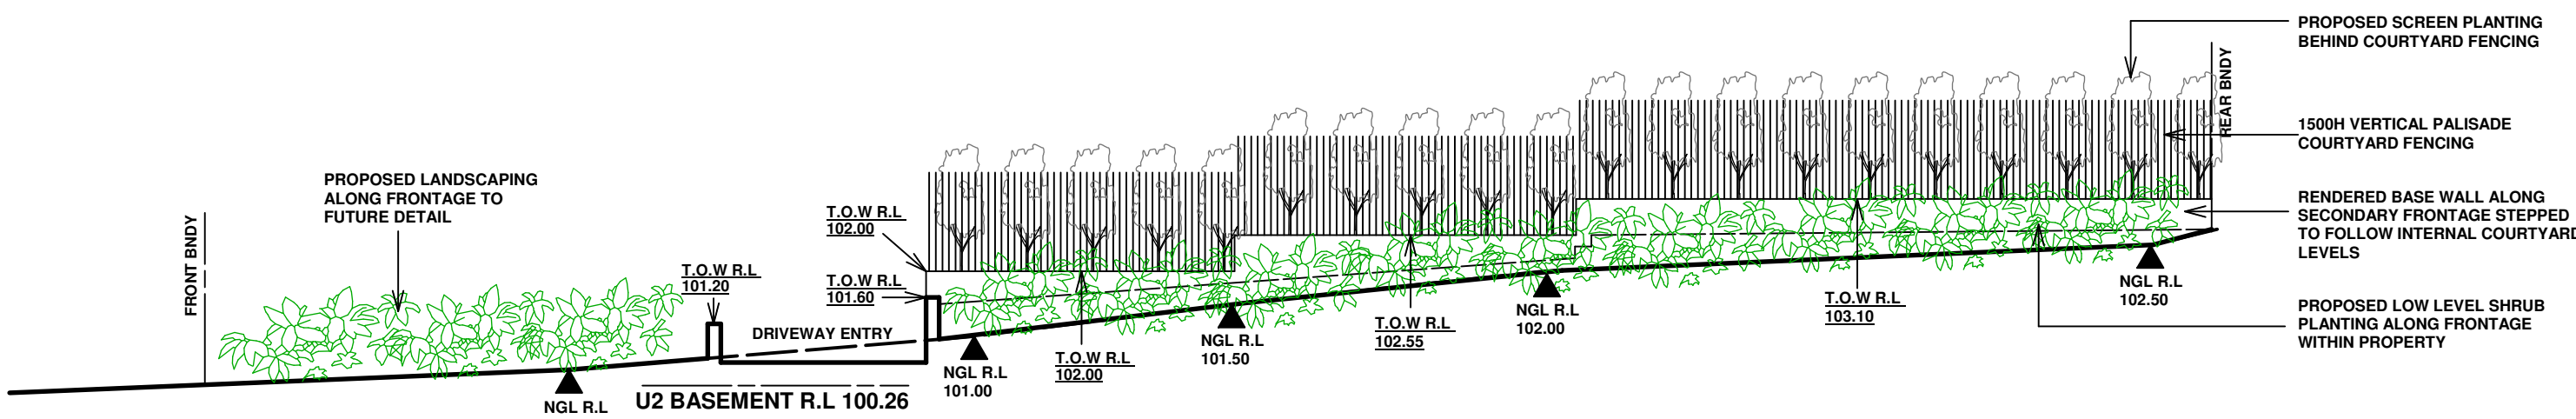 PROPOSED SCREEN PLANTING
BEHIND COURTYARD FENCING
REAR BNDY
1500H VERTICAL PALISADE
COURTYARD FENCING
PROPOSED LANDSCAPING
ALONG FRONTAGE TO
FUTURE DETAIL
RENDERED BASE WALL ALONG
SECONDARY FRONTAGE STEPPED
TO FOLLOW INTERNAL COURTYARD
LEVELS
FRONT BNDY
T.O.W R.L
102.00
T.O.W R.L
101.20
T.O.W R.L
101.60
DRIVEWAY ENTRY
NGL R.L
102.50
T.O.W R.L
103.10
NGL R.L
102.00
PROPOSED LOW LEVEL SHRUB
PLANTING ALONG FRONTAGE
WITHIN PROPERTY
T.O.W R.L
102.55
NGL R.L
101.50
T.O.W R.L
102.00
NGL R.L
101.00
U2 BASEMENT R.L 100.26
NGL R.L